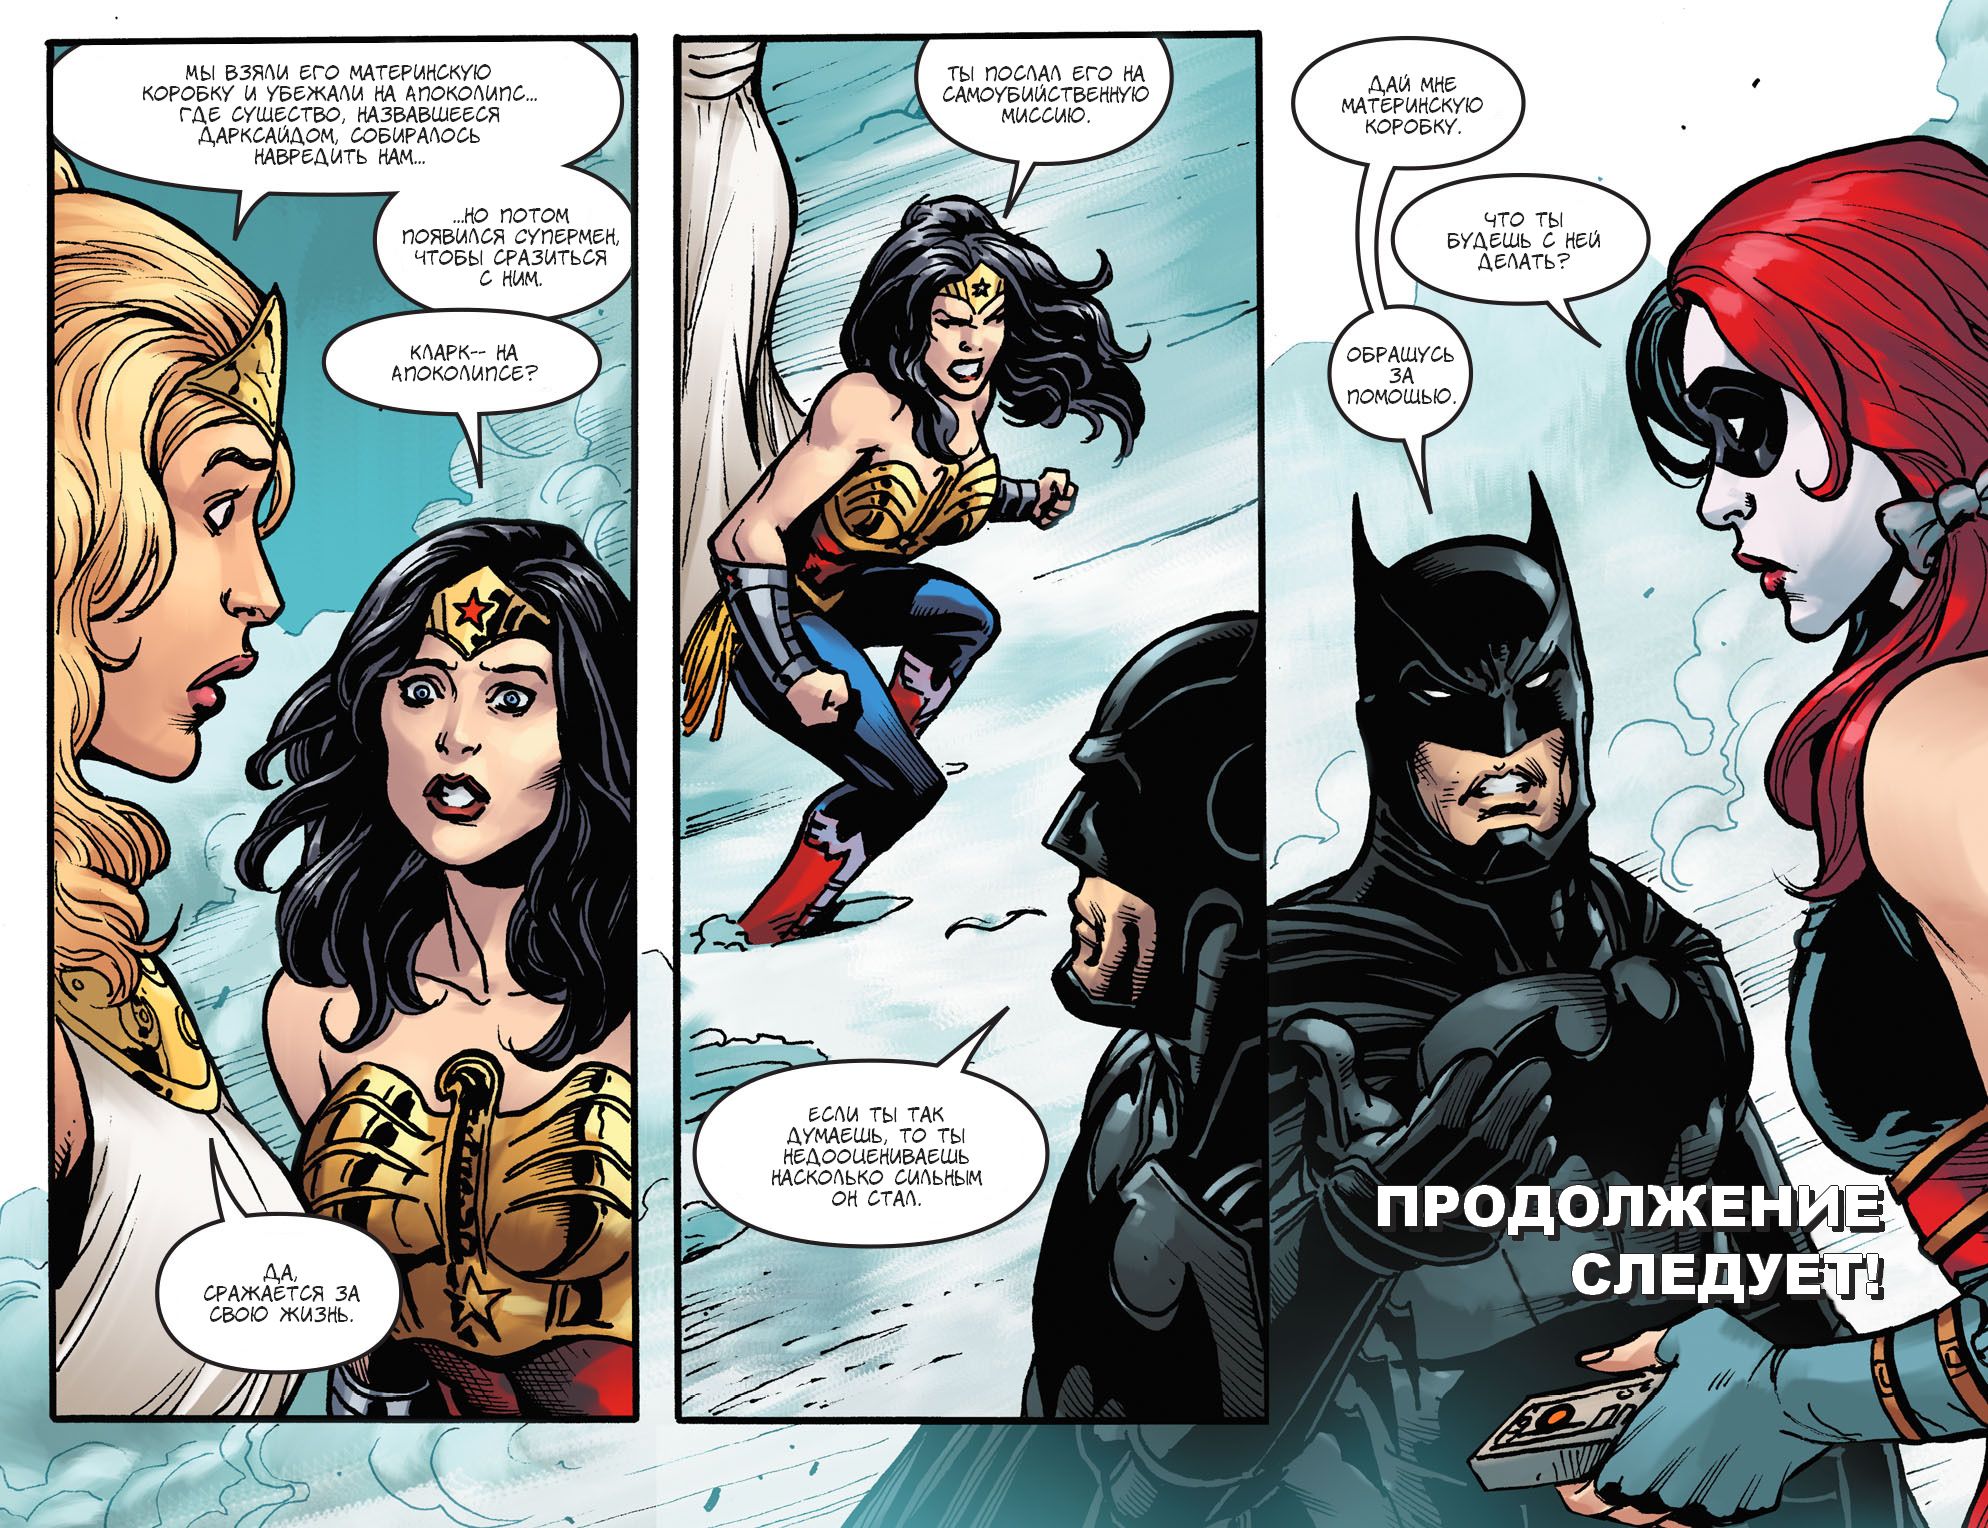 МЫ ВЗЯЛИ ЕГО МАТЕРИНСКУЮ
КОРОБКУ И УБЕЖАЛИ НА АПОКОЛИПС...
ГДЕ СУЩЕСТВО, НАЗВАВШЕЕСЯ
ДАРКСАЙДОМ, СОБИРАЛОСЬ
НАВРЕДИТЬ НАМ...
...НО ПОТОМ
ПОЯВИЛСЯ СУПЕРМЕН,
ЧТОБЫ СРАЗИТЬСЯ
С НИМ.
КЛАРК-- НА
АПОКОЛИПСЕ?
ДА,
СРАЖАЕТСЯ ЗА
СВОЮ ЖИЗНЬ.
ТЫ ПОСЛАЛ ЕГО НА
САМОУБИЙСТВЕННУЮ
МИССИЮ.
ЕСЛИ ТЫ ТАК
ДУМАЕШЬ, ТО ТЫ
НЕДООЦЕНИВАЕШЬ
НАСКОЛЬКО СИЛЬНЫМ
ОН СТАЛ.
ДАЙ МНЕ
МАТЕРИНСКУЮ
КОРОБКУ.
ЧТО ТЫ
БУДЕШЬ С НЕЙ
ДЕЛАТЬ?
ОБРАЩУСЬ
ЗА
ПОМОЩЬЮ.
ПРОДОЛЖЕНИЕ
СЛЕДУЕТ!